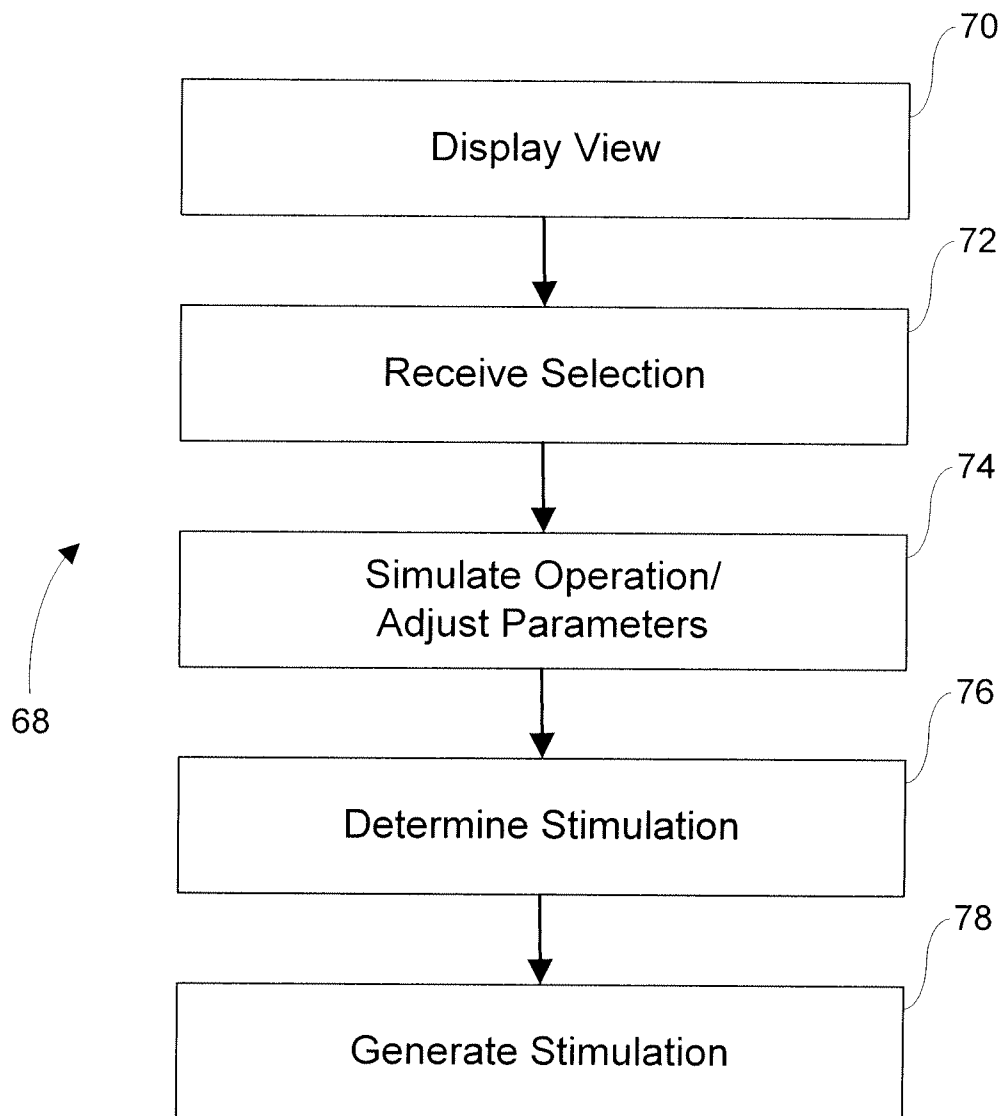 70
Display View
72
Receive Selection
74
Simulate Operation/
Adjust Parameters
68
76
Determine Stimulation
78
Generate Stimulation